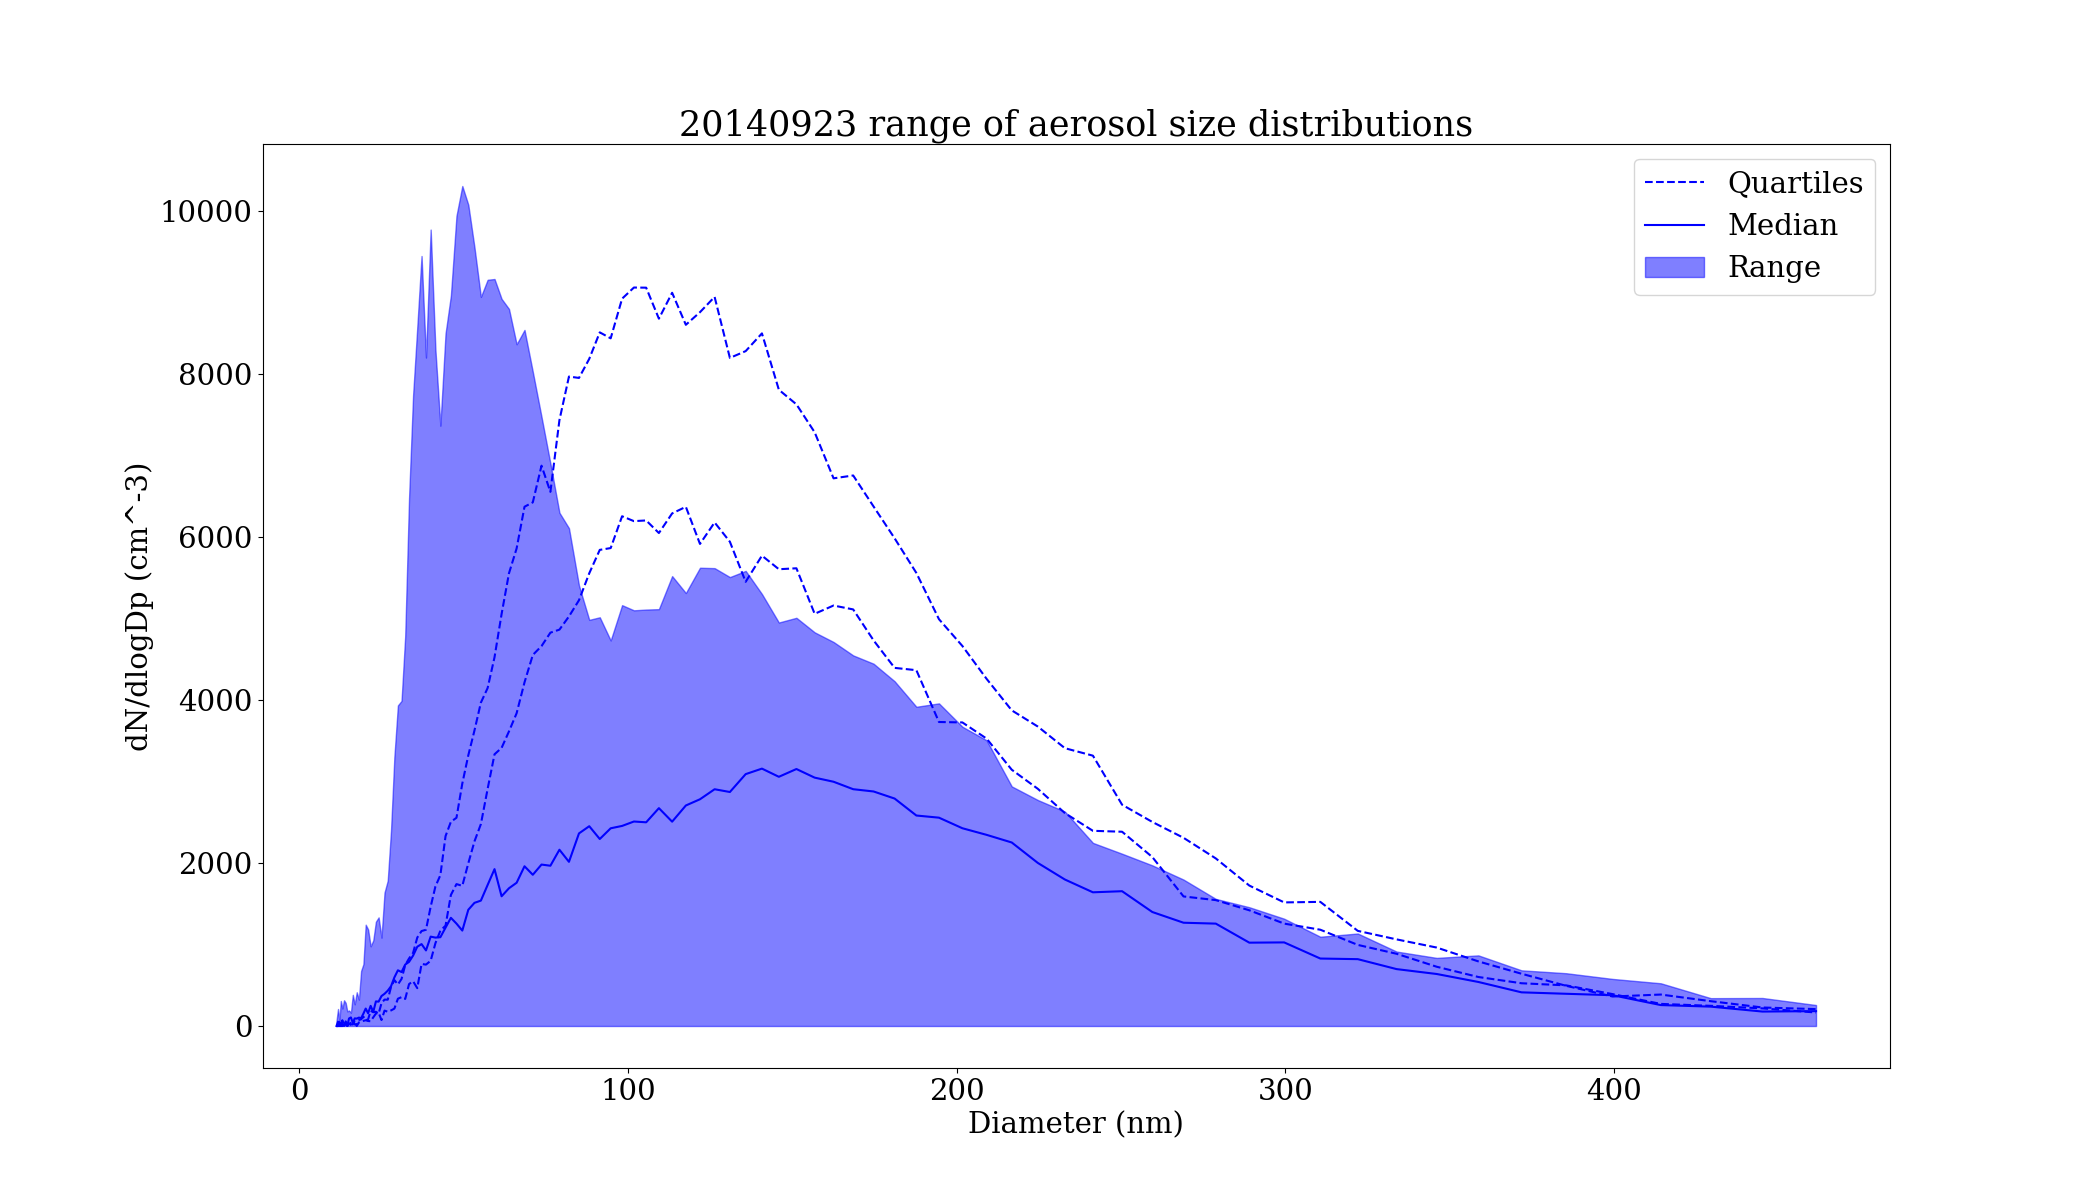 20140923 range of aerosol size distributions
Quartiles
Median
Range
dN/dlogDp (cm^-3)
10000
8000
6000
4000
2000
0
0 100 200 300 400
Diameter (nm)